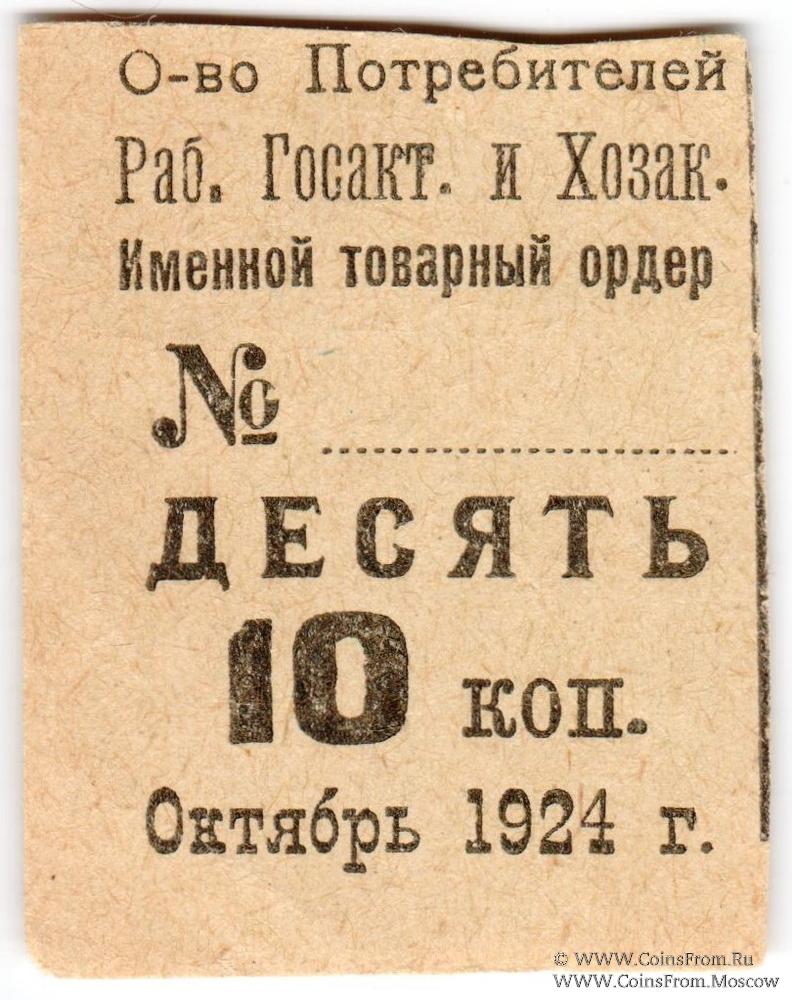 О-во Потребителей
Раб. Госакт. и Хозак.
Именной товарный ордер
№ ........................................
ДЕСЯТЬ
10 коп.
Октябрь 1924 г.
© WWW.CoinsFrom.Ru
WWW.CoinsFrom.Moscow